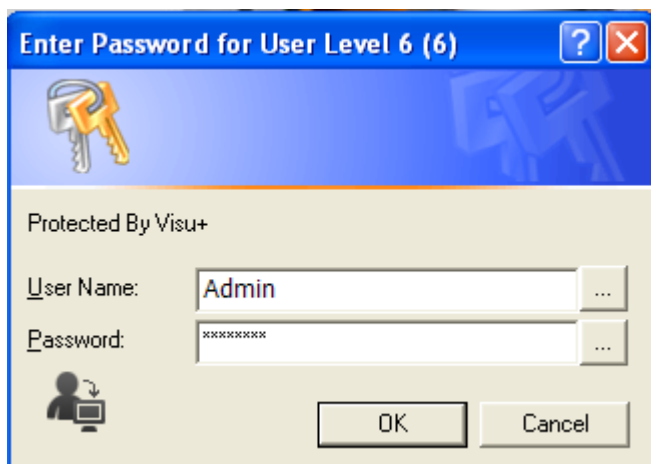 Enter Password for User Level 6 (6)
Protected By Visu+
User Name: Admin ...
Password: ******** ...
OK Cancel